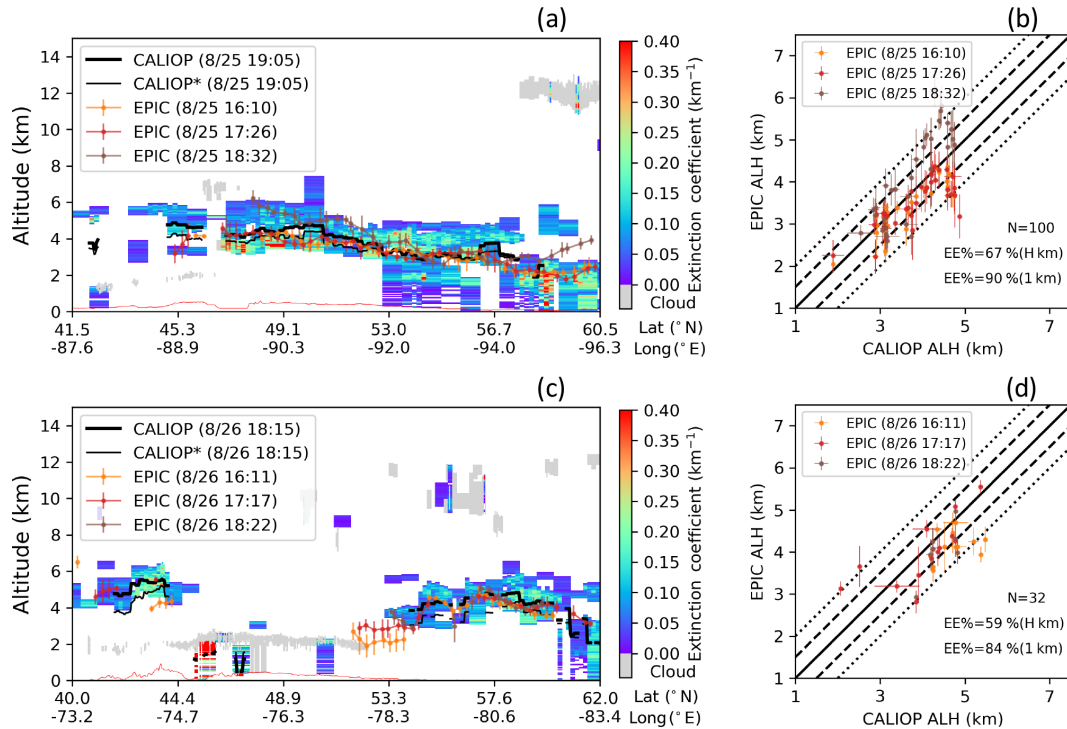 (a)
14
12
10
8
6
4
2
0
Altitude (km)
CALIOP (8/25 19:05)
CALIOP* (8/25 19:05)
EPIC (8/25 16:10)
EPIC (8/25 17:26)
EPIC (8/25 18:32)
41.5 45.3 49.1 53.0 56.7 60.5 Lat (°N)
-87.6 -88.9 -90.3 -92.0 -94.0 -96.3 Long(°E)
0.40
0.35
0.30
0.25
0.20
0.15
0.10
0.05
0.00
Cloud
Extinction coefficient (km⁻¹)
(b)
7
6
5
4
3
2
1
EPIC ALH (km)
EPIC (8/25 16:10)
EPIC (8/25 17:26)
EPIC (8/25 18:32)
N=100
EE%=67 %(H km)
EE%=90 %(1 km)
1 3 5 7
CALIOP ALH (km)
(c)
14
12
10
8
6
4
2
0
Altitude (km)
CALIOP (8/26 18:15)
CALIOP* (8/26 18:15)
EPIC (8/26 16:11)
EPIC (8/26 17:17)
EPIC (8/26 18:22)
40.0 44.4 48.9 53.3 57.6 62.0 Lat (°N)
-73.2 -74.7 -76.3 -78.3 -80.6 -83.4 Long(°E)
0.40
0.35
0.30
0.25
0.20
0.15
0.10
0.05
0.00
Cloud
Extinction coefficient (km⁻¹)
(d)
7
6
5
4
3
2
1
EPIC ALH (km)
EPIC (8/26 16:11)
EPIC (8/26 17:17)
EPIC (8/26 18:22)
N=32
EE%=59 %(H km)
EE%=84 %(1 km)
1 3 5 7
CALIOP ALH (km)